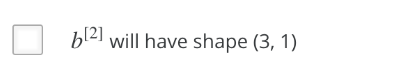 b^[2] will have shape (3, 1)